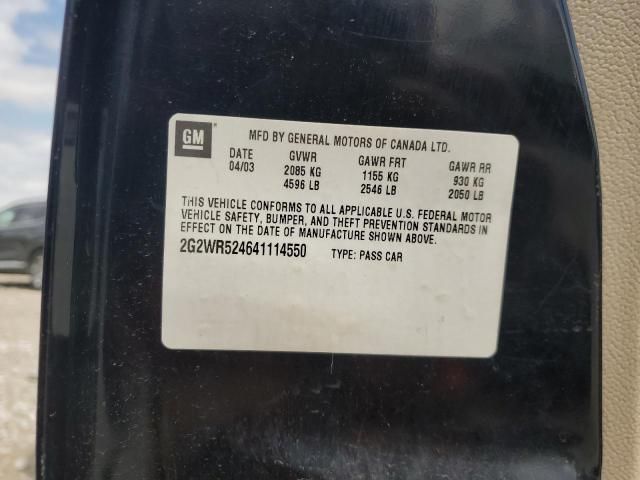 GM
MFD BY GENERAL MOTORS OF CANADA LTD.
DATE GVWR GAWR FRT GAWR RR
04/03 2085 KG 1155 KG 930 KG
4596 LB 2546 LB 2050 LB
THIS VEHICLE CONFORMS TO ALL APPLICABLE U.S. FEDERAL MOTOR
VEHICLE SAFETY, BUMPER, AND THEFT PREVENTION STANDARDS IN
EFFECT ON THE DATE OF MANUFACTURE SHOWN ABOVE.
2G2WR524641114550 TYPE: PASS CAR